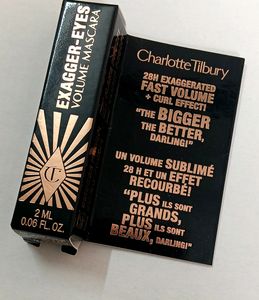 EXAGGER-EYES
VOLUME MASCARA
CT
2 ML
0.06 FL. OZ.
Charlotte Tilbury
28H EXAGGERATED
FAST VOLUME
+ CURL EFFECT!
"THE BIGGER
THE BETTER,
DARLING!"
UN VOLUME SUBLIMÉ
28 H ET UN EFFET
RECOURBÉ!
"PLUS ILS SONT
GRANDS,
PLUS ILS SONT
BEAUX, DARLING!"